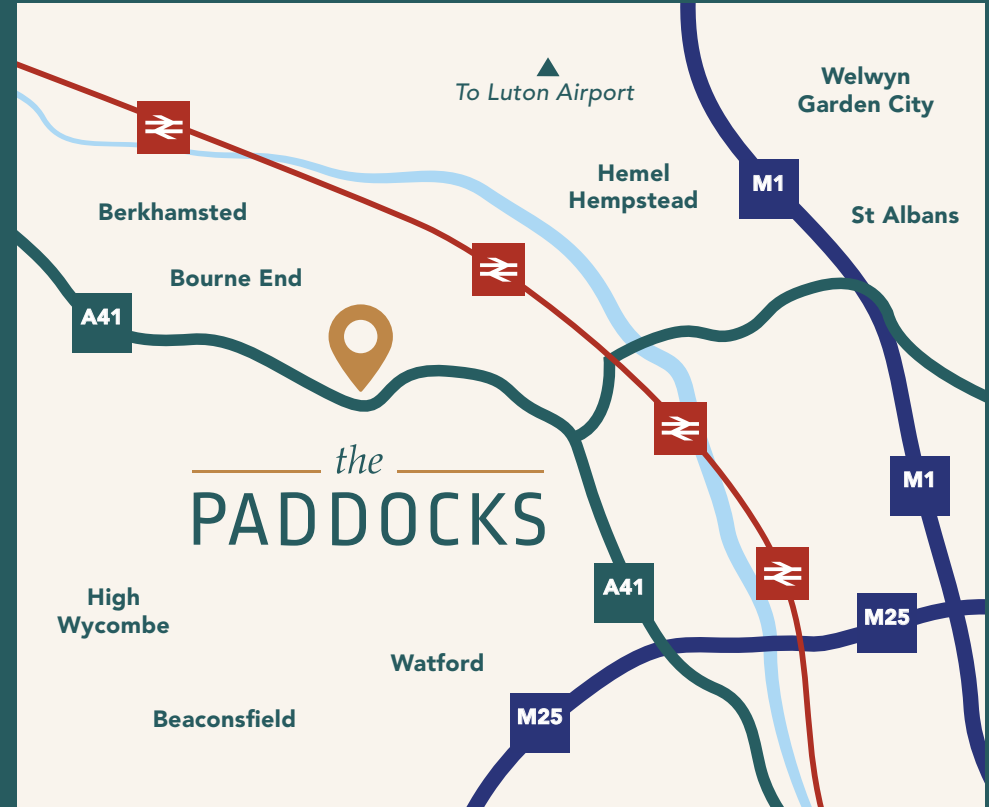 To Luton Airport
Welwyn
Garden City
Hemel
Hempstead
M1
St Albans
Berkhamsted
Bourne End
A41
the
PADDOCKS
M1
A41
High
Wycombe
M25
Watford
M25
Beaconsfield